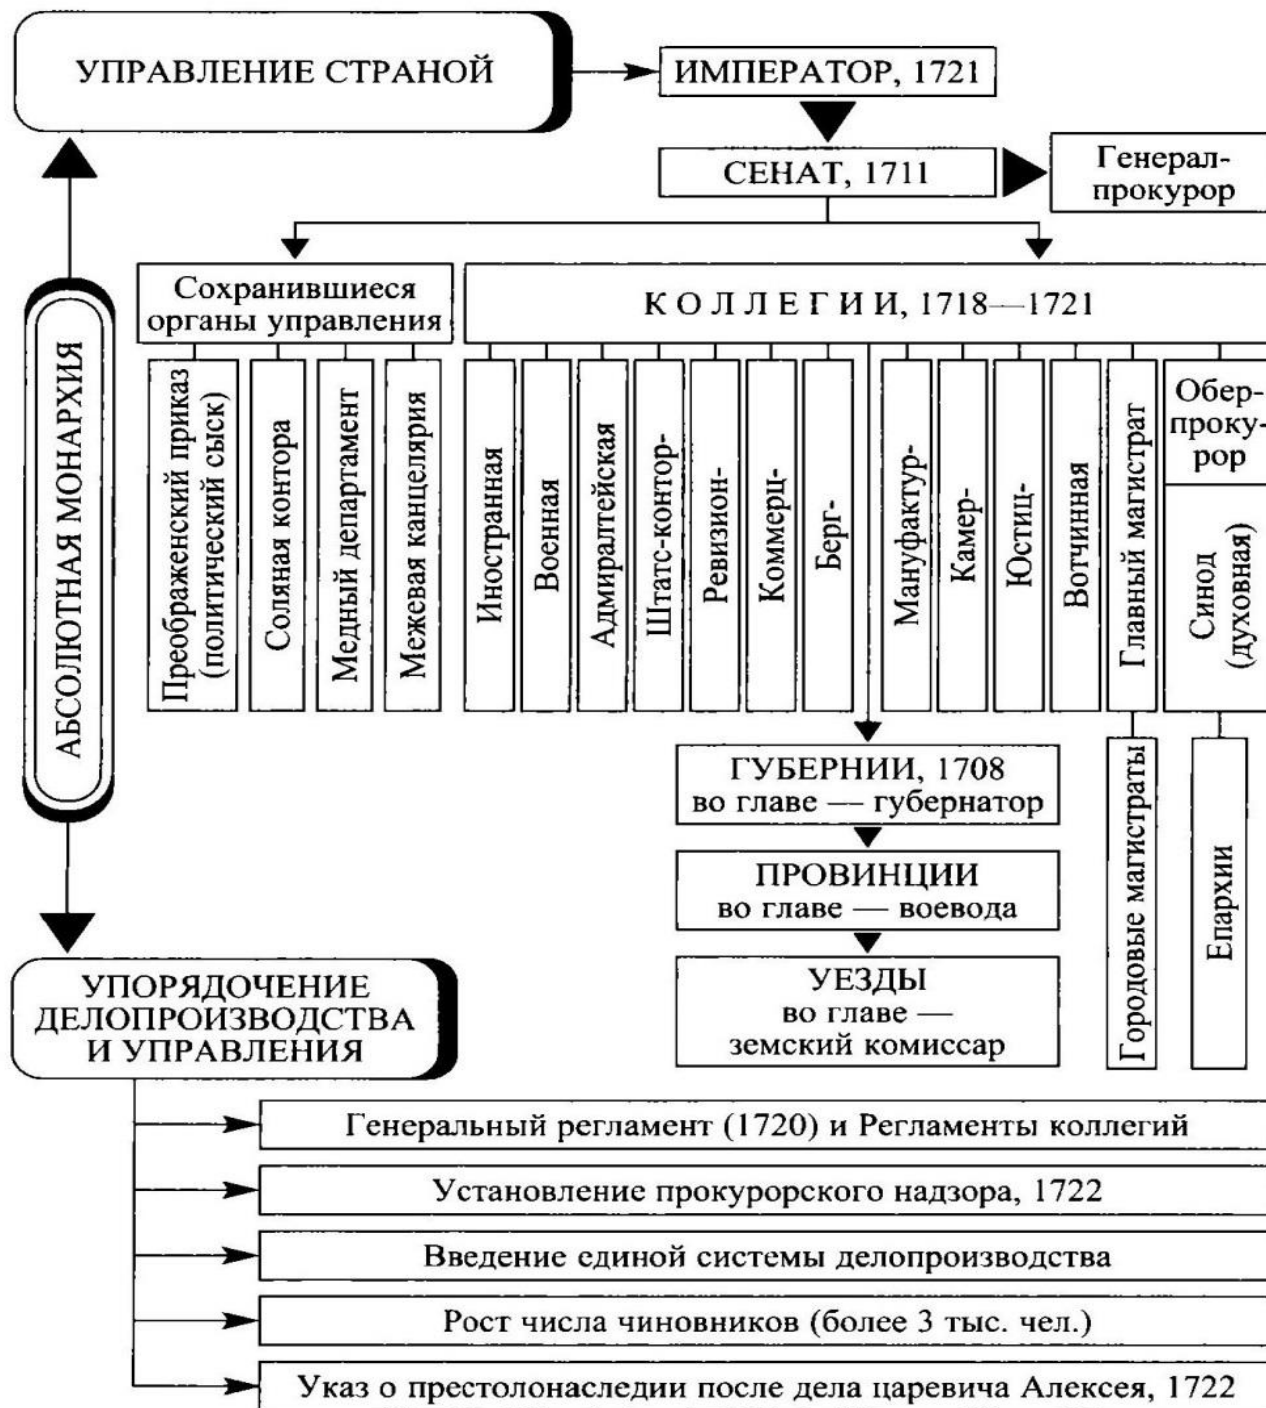 УПРАВЛЕНИЕ СТРАНОЙ
ИМПЕРАТОР, 1721
СЕНАТ, 1711
Генерал-
прокурор
АБСОЛЮТНАЯ МОНАРХИЯ
Сохранившиеся
органы управления
КОЛЛЕГИИ, 1718—1721
Преображенский приказ
(политический сыск)
Соляная контора
Медный департамент
Межевая канцелярия
Иностранная
Военная
Адмиралтейская
Штатс-контор-
Ревизион-
Коммерц-
Берг-
Мануфактур-
Камер-
Юстиц-
Вотчинная
Главный магистрат
Обер-
проку-
рор
Синод
(духовная)
ГУБЕРНИИ, 1708
во главе — губернатор
ПРОВИНЦИИ
во главе — воевода
УЕЗДЫ
во главе —
земский комиссар
Городовые магистраты
Епархии
УПОРЯДОЧЕНИЕ
ДЕЛОПРОИЗВОДСТВА
И УПРАВЛЕНИЯ
Генеральный регламент (1720) и Регламенты коллегий
Установление прокурорского надзора, 1722
Введение единой системы делопроизводства
Рост числа чиновников (более 3 тыс. чел.)
Указ о престолонаследии после дела царевича Алексея, 1722